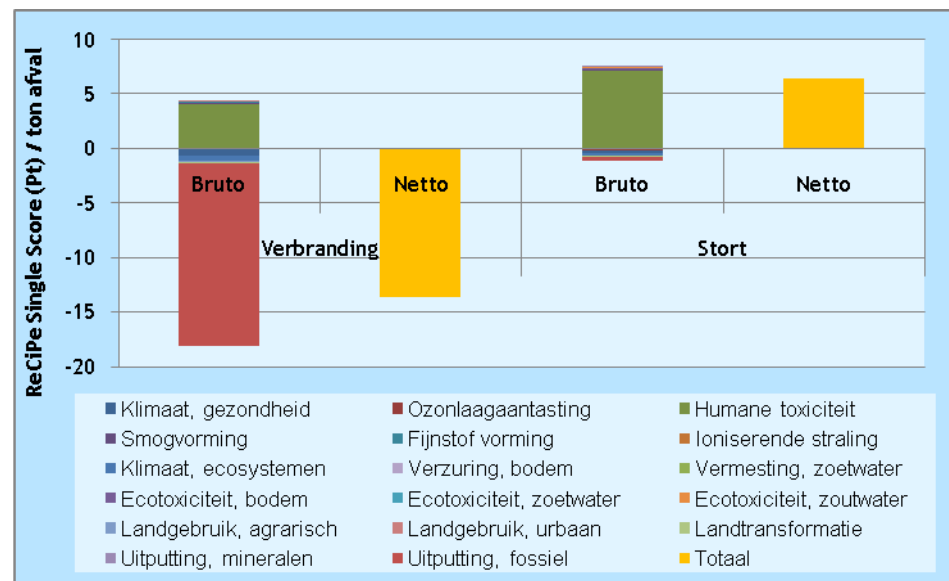 ReCiPe Single Score (Pt) / ton afval
10
5
0
-5
-10
-15
-20
Bruto
Netto
Bruto
Netto
Verbranding
Stort
Klimaat, gezondheid
Ozonlaagaantasting
Humane toxiciteit
Smogvorming
Fijnstof vorming
Ioniserende straling
Klimaat, ecosystemen
Verzuring, bodem
Vermesting, zoetwater
Ecotoxiciteit, bodem
Ecotoxiciteit, zoetwater
Ecotoxiciteit, zoutwater
Landgebruik, agrarisch
Landgebruik, urbaan
Landtransformatie
Uitputting, mineralen
Uitputting, fossiel
Totaal